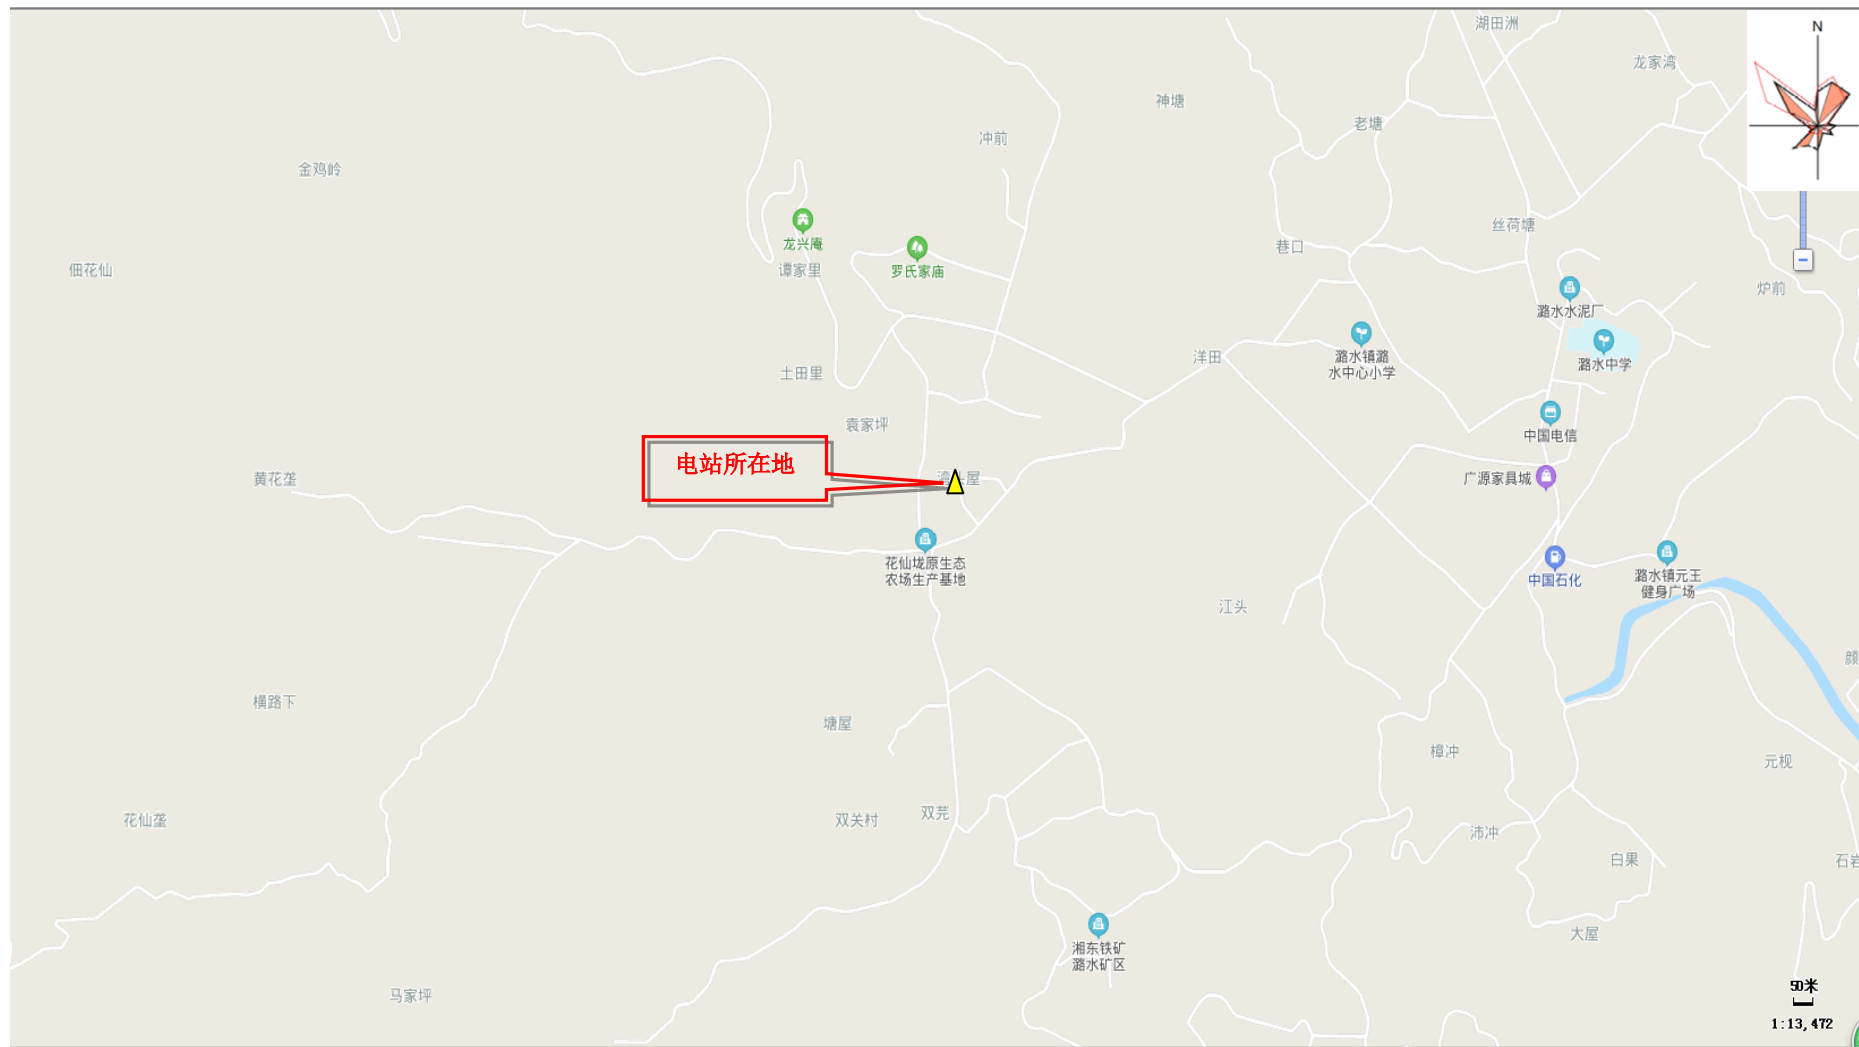 湖田洲
N
龙家湾
神塘
老塘
冲前
金鸡岭
丝荷塘
龙兴庵
巷口
佃花仙
谭家里
罗氏家庙
炉前
潞水水泥厂
洋田
潞水镇潞
水中心小学
潞水中学
土田里
袁家坪
中国电信
电站所在地
黄花垄
广源家具城
花仙垅原生态
农场生产基地
中国石化
潞水镇元王
健身广场
江头
颜
横路下
塘屋
樟冲
元枧
花仙垄
双关村
双芫
沛冲
白果
石岩
大屋
湘东铁矿
潞水矿区
马家坪
50米
1:13,472